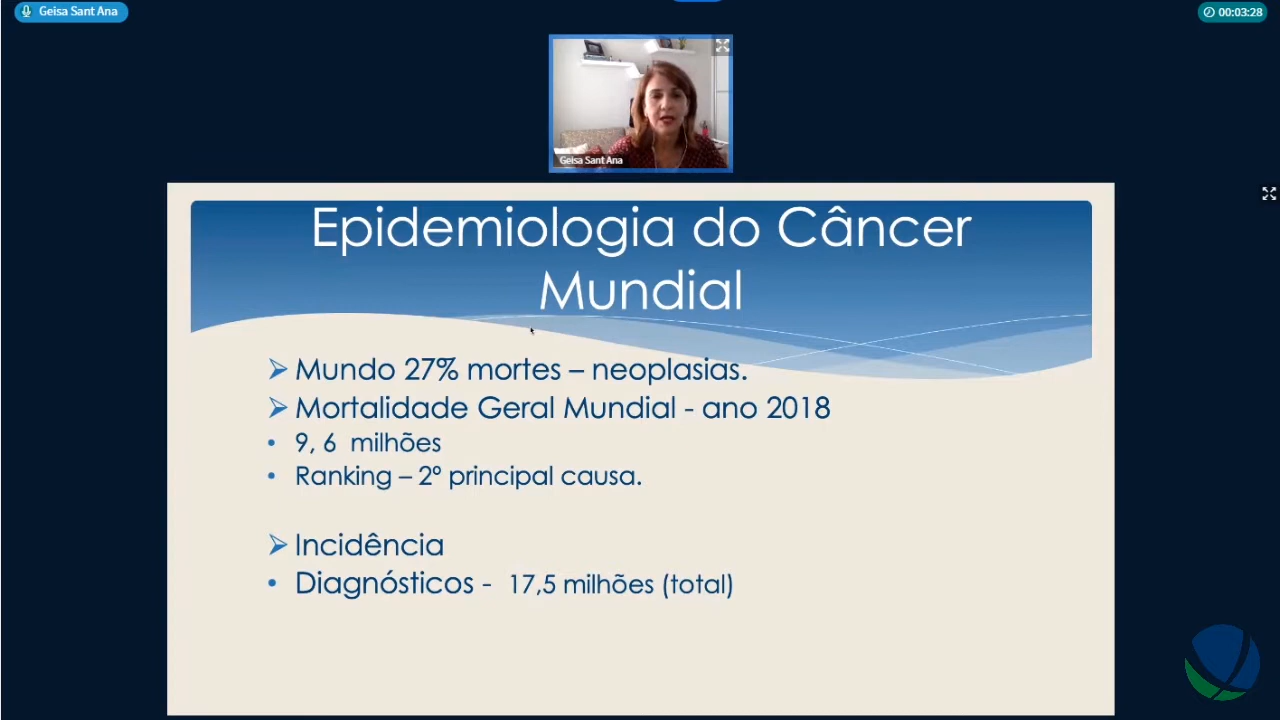 Geisa Sant Ana
00:03:28
Geisa Sant Ana
Epidemiologia do Câncer
Mundial
Mundo 27% mortes – neoplasias.
Mortalidade Geral Mundial - ano 2018
9, 6 milhões
Ranking – 2º principal causa.
Incidência
Diagnósticos - 17,5 milhões (total)